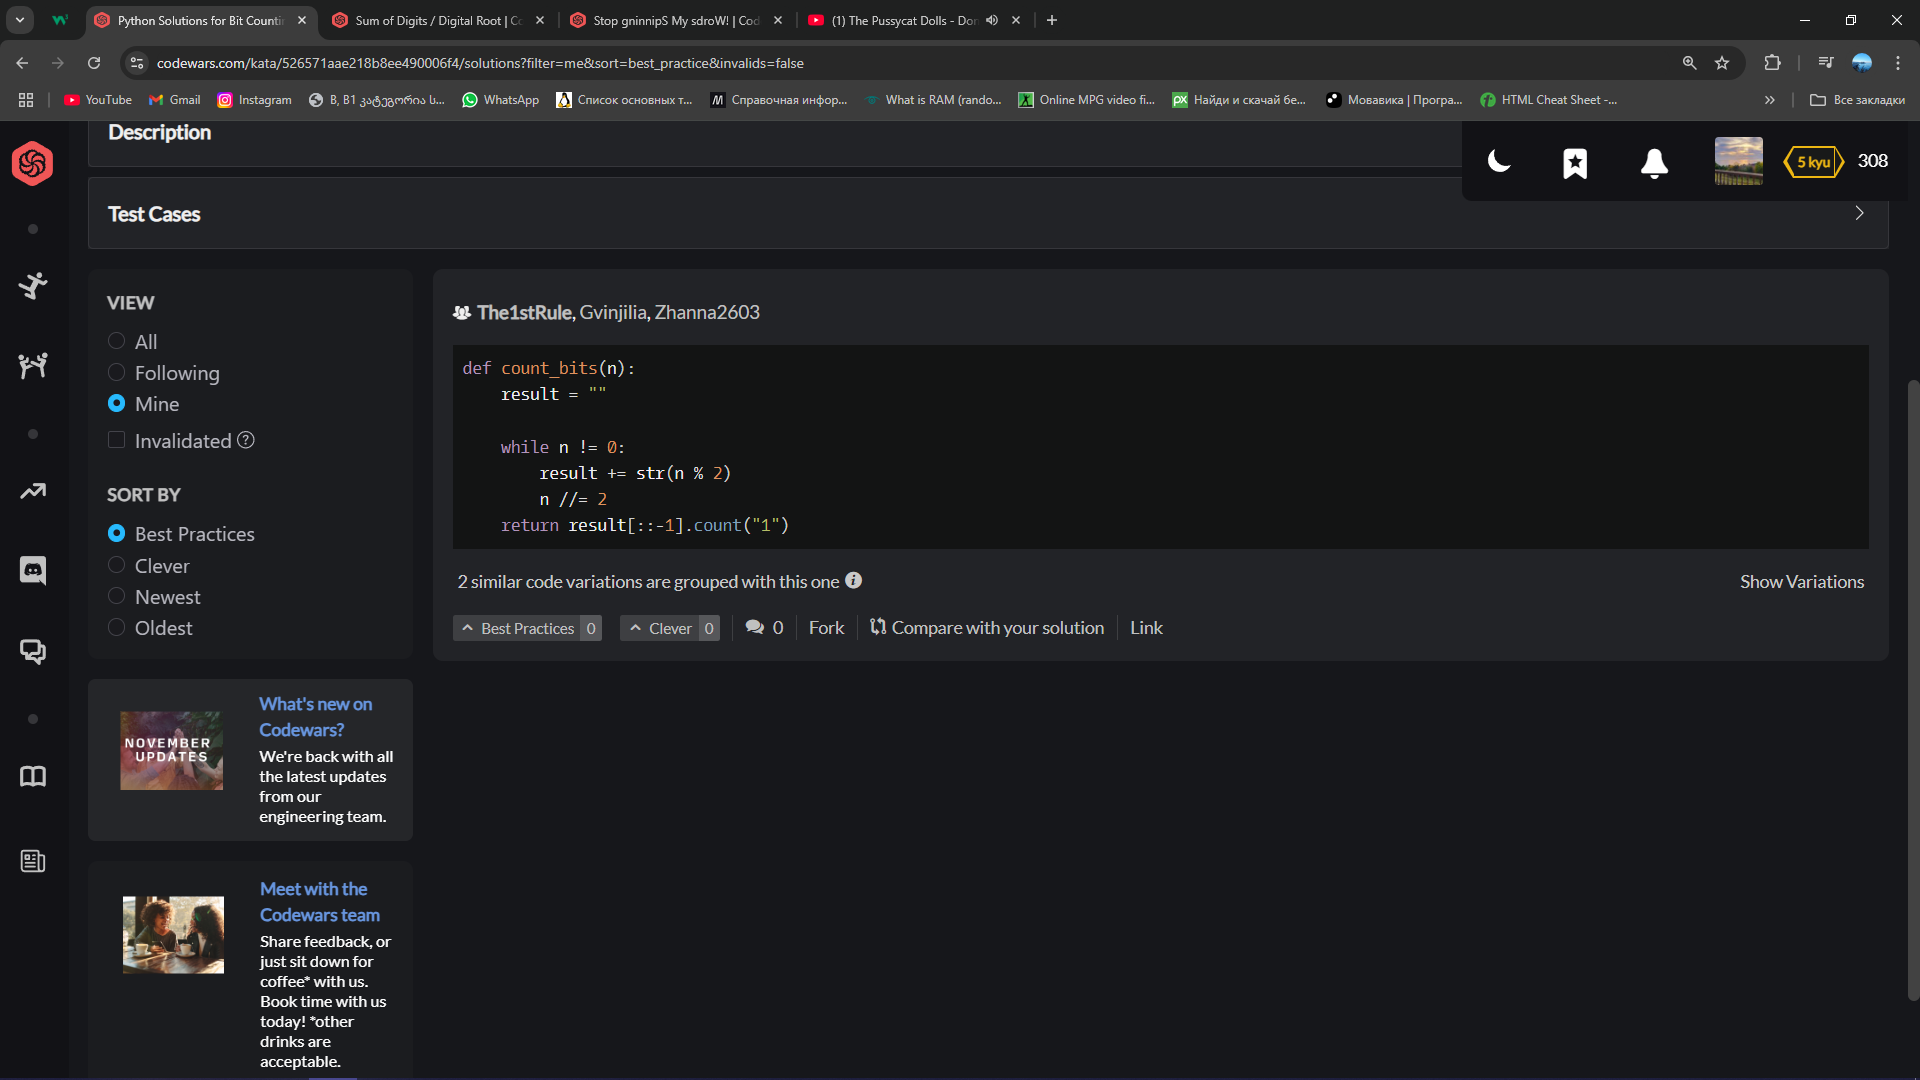 Python Solutions for Bit Countin
Sum of Digits / Digital Root | Co
Stop gninnipS My sdroW! | Cod
(1) The Pussycat Dolls - Don
codewars.com/kata/526571aae218b8ee490006f4/solutions?filter=me&sort=best_practice&invalids=false
YouTube
Gmail
Instagram
B, B1 კატეგორია ს...
WhatsApp
Список основных т...
Справочная инфор...
What is RAM (rando...
Online MPG video fi...
Найди и скачай бе...
Мовавика | Програ...
HTML Cheat Sheet -...
Все закладки
Description
5 kyu
308
Test Cases
VIEW
All
Following
Mine
Invalidated
SORT BY
Best Practices
Clever
Newest
Oldest
The1stRule, Gvinjilia, Zhanna2603
def count_bits(n):
    result = ""
    while n != 0:
        result += str(n % 2)
        n //= 2
    return result[::-1].count("1")
2 similar code variations are grouped with this one
Show Variations
Best Practices 0
Clever 0
0
Fork
Compare with your solution
Link
NOVEMBER
UPDATES
What's new on
Codewars?
We're back with all
the latest updates
from our
engineering team.
Meet with the
Codewars team
Share feedback, or
just sit down for
coffee* with us.
Book time with us
today! *other
drinks are
acceptable.